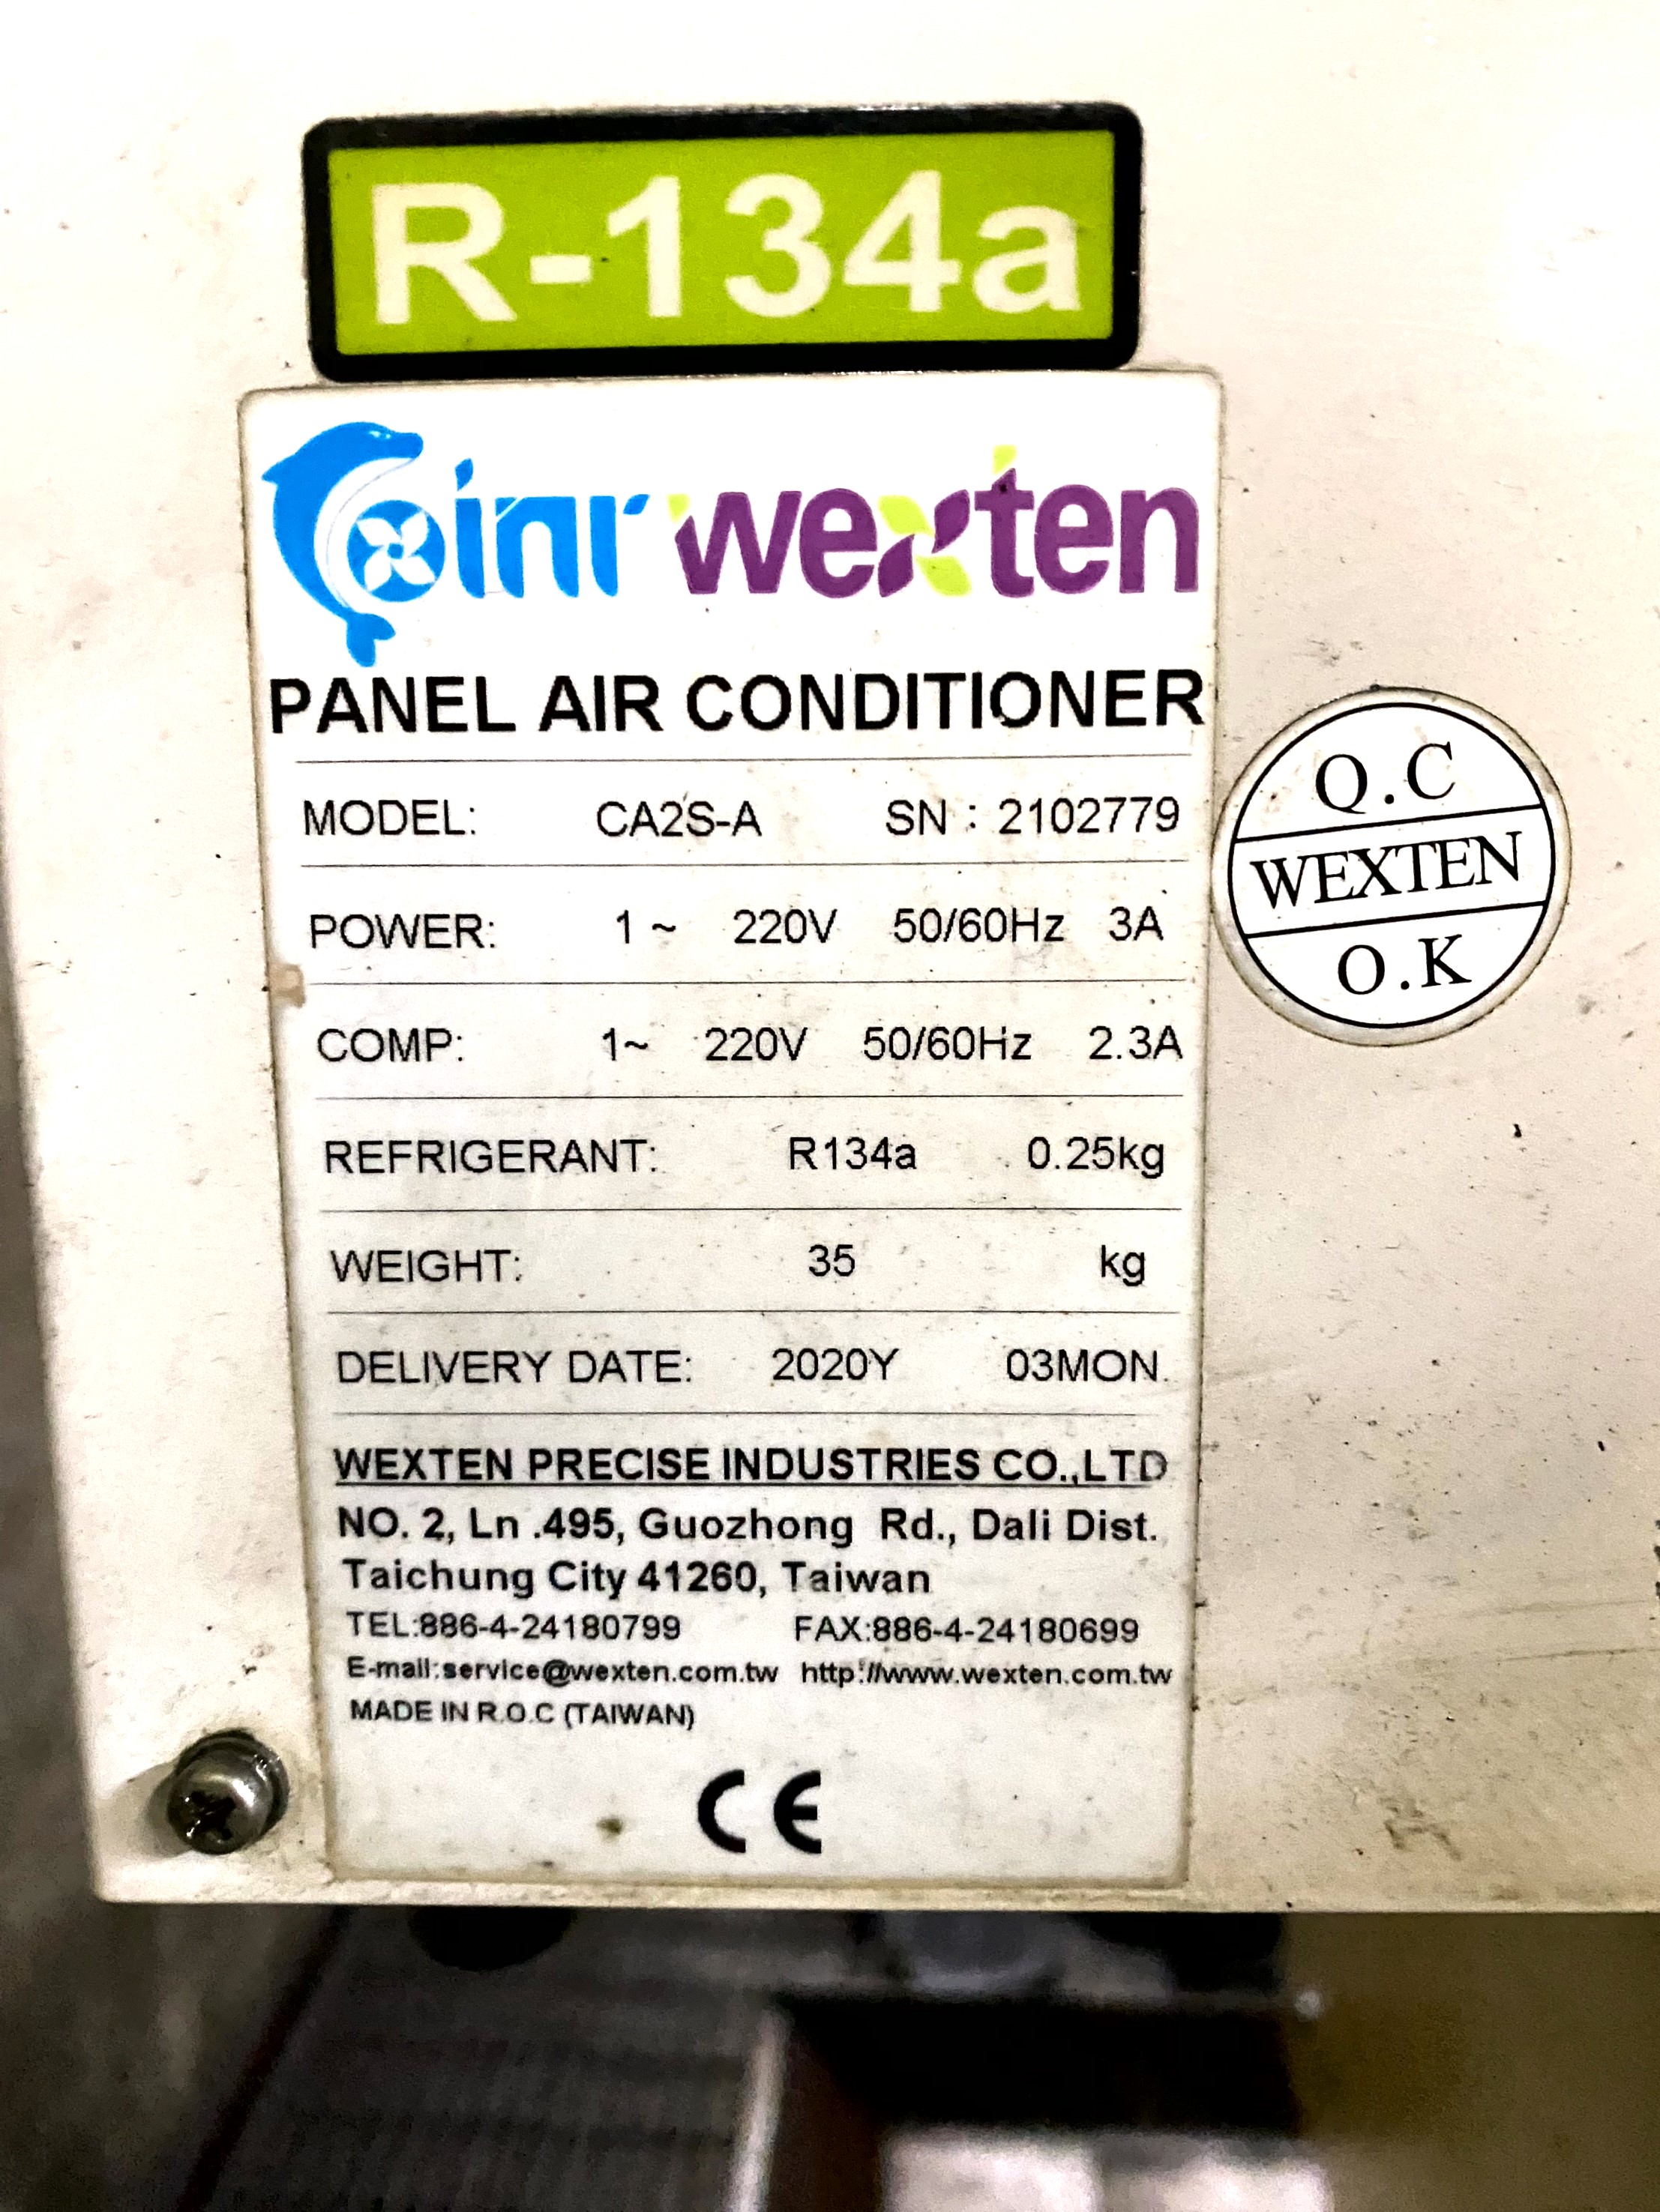 R-134a
Coinr wexten
PANEL AIR CONDITIONER
MODEL: CA2S-A SN : 2102779
POWER: 1 ~ 220V 50/60Hz 3A
COMP: 1~ 220V 50/60Hz 2.3A
REFRIGERANT: R134a 0.25kg
WEIGHT: 35 kg
DELIVERY DATE: 2020Y 03MON.
WEXTEN PRECISE INDUSTRIES CO.,LTD
NO. 2, Ln .495, Guozhong Rd., Dali Dist.
Taichung City 41260, Taiwan
TEL:886-4-24180799 FAX:886-4-24180699
E-mail:service@wexten.com.tw http://www.wexten.com.tw
MADE IN R.O.C (TAIWAN)
CE
Q.C
WEXTEN
O.K